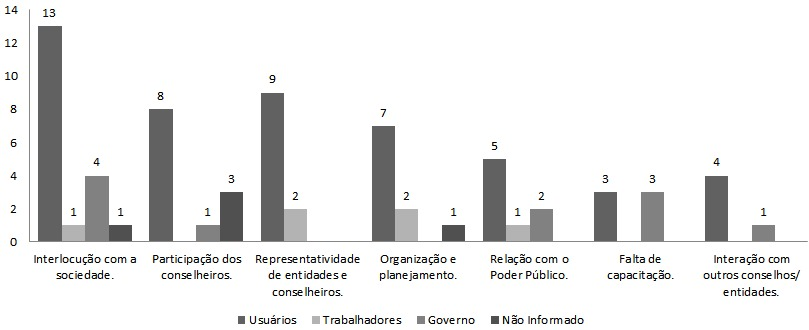 14
12
10
8
6
4
2
0
13
1
4
1
8
1
3
9
2
7
2
1
5
1
2
3
3
4
1
Interlocução com a
sociedade.
Participação dos
conselheiros.
Representatividade
de entidades e
conselheiros.
Organização e
planejamento.
Relação com o
Poder Público.
Falta de
capacitação.
Interação com
outros conselhos/
entidades.
Usuários Trabalhadores Governo Não Informado